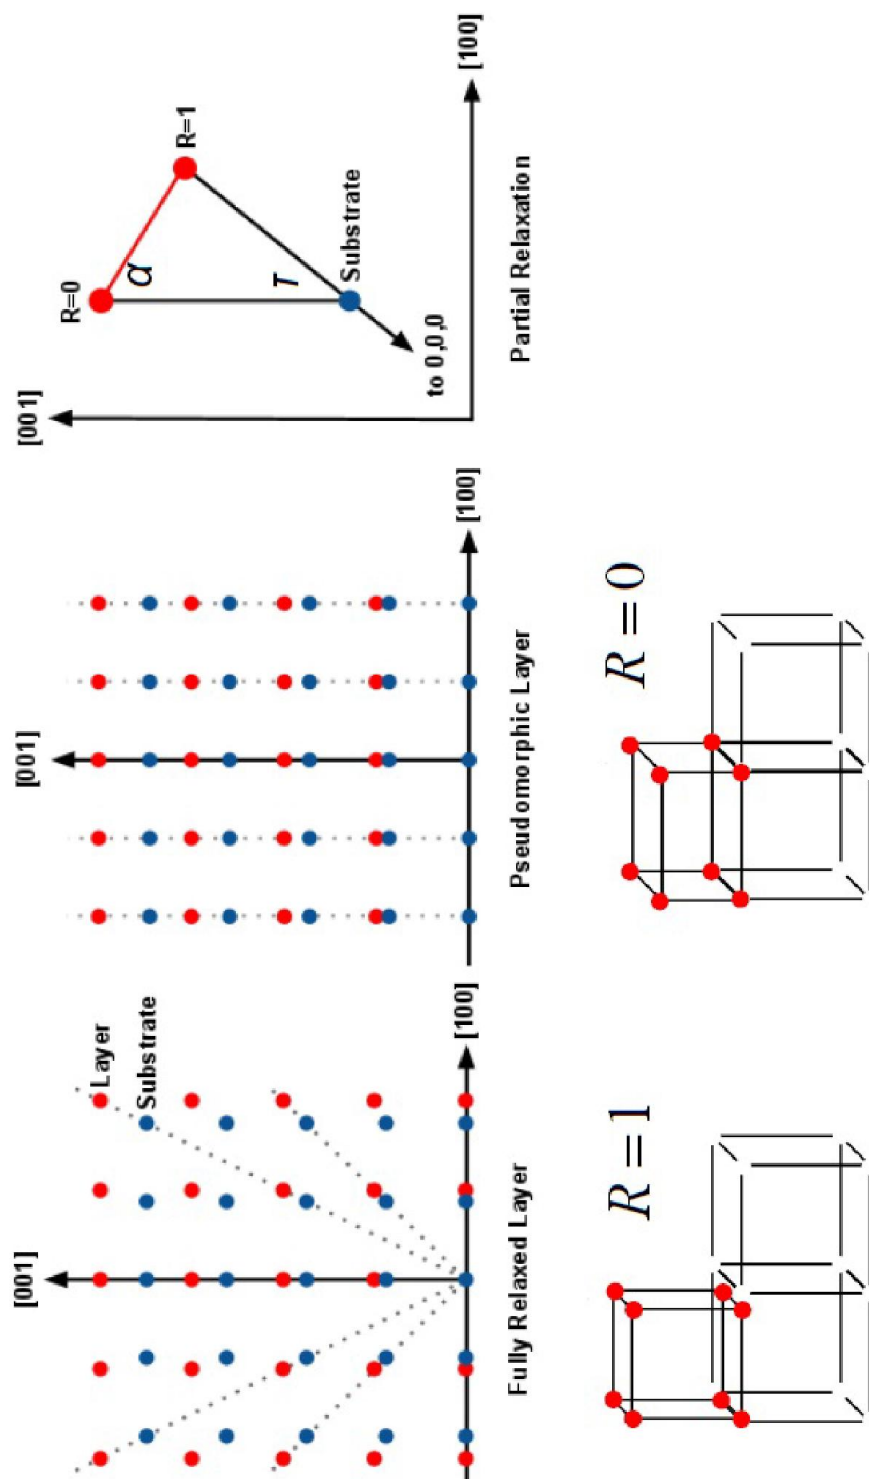 [001]
Layer
Substrate
[100]
Fully Relaxed Layer
R = 1
[001]
[100]
Pseudomorphic Layer
R = 0
[001]
R=0
α
R=1
τ
Substrate
to 0,0,0
[100]
Partial Relaxation